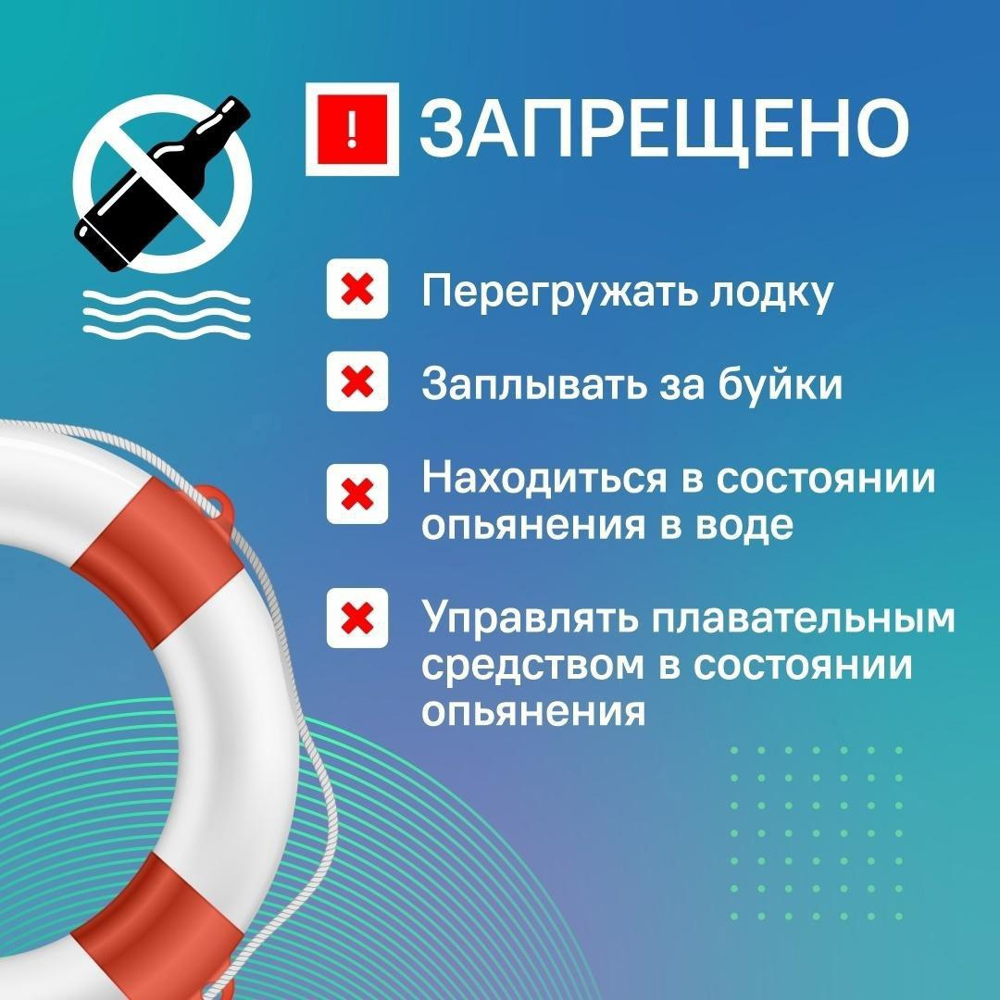 ! ЗАПРЕЩЕНО
Перегружать лодку
Заплывать за буйки
Находиться в состоянии
опьянения в воде
Управлять плавательным
средством в состоянии
опьянения